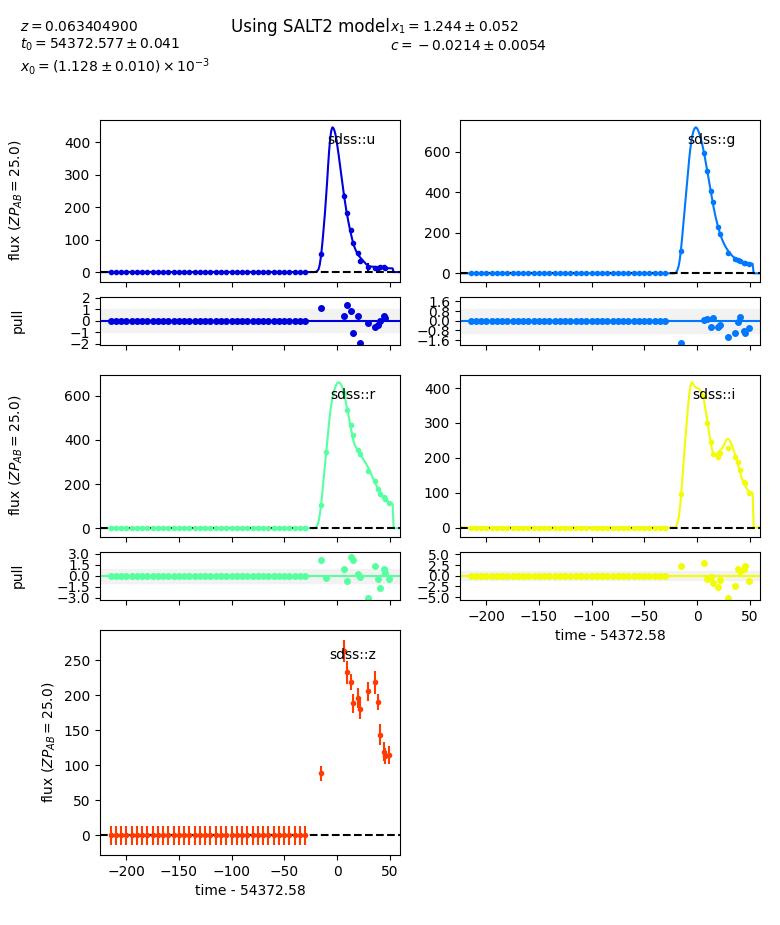 z = 0.063404900
t₀ = 54372.577 ± 0.041
x₀ = (1.128 ± 0.010) × 10⁻³
Using SALT2 model
x₁ = 1.244 ± 0.052
c = −0.0214 ± 0.0054
flux (ZP_AB = 25.0)
400
300
200
100
0
sdss::u
600
400
200
0
sdss::g
pull
2
1
0
−1
−2
1.6
0.8
0.0
−0.8
−1.6
flux (ZP_AB = 25.0)
600
400
200
0
sdss::r
400
300
200
100
0
sdss::i
pull
3.0
1.5
0.0
−1.5
−3.0
5.0
2.5
0.0
−2.5
−5.0
−200 −150 −100 −50 0 50
time - 54372.58
flux (ZP_AB = 25.0)
250
200
150
100
50
0
sdss::z
−200 −150 −100 −50 0 50
time - 54372.58